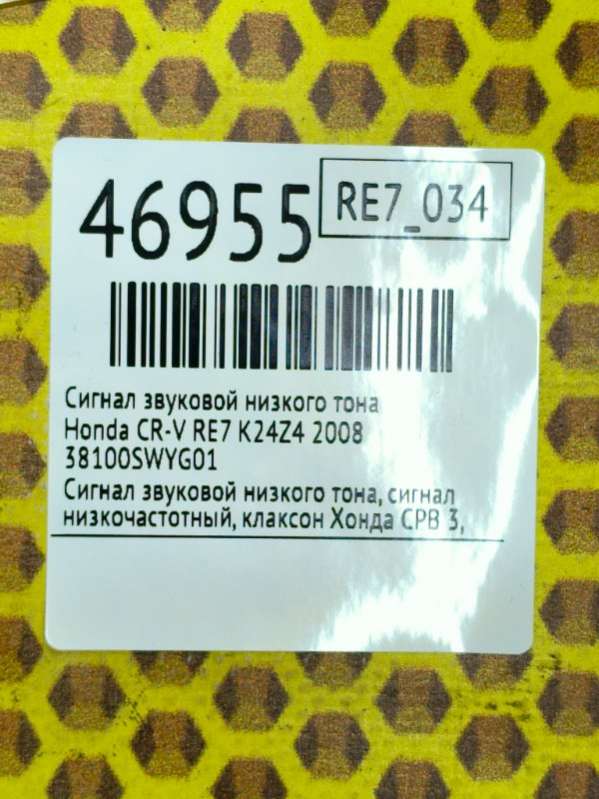 46955
RE7_034
Сигнал звуковой низкого тона
Honda CR-V RE7 K24Z4 2008
38100SWYG01
Сигнал звуковой низкого тона, сигнал
низкочастотный, клаксон Хонда СРВ 3,